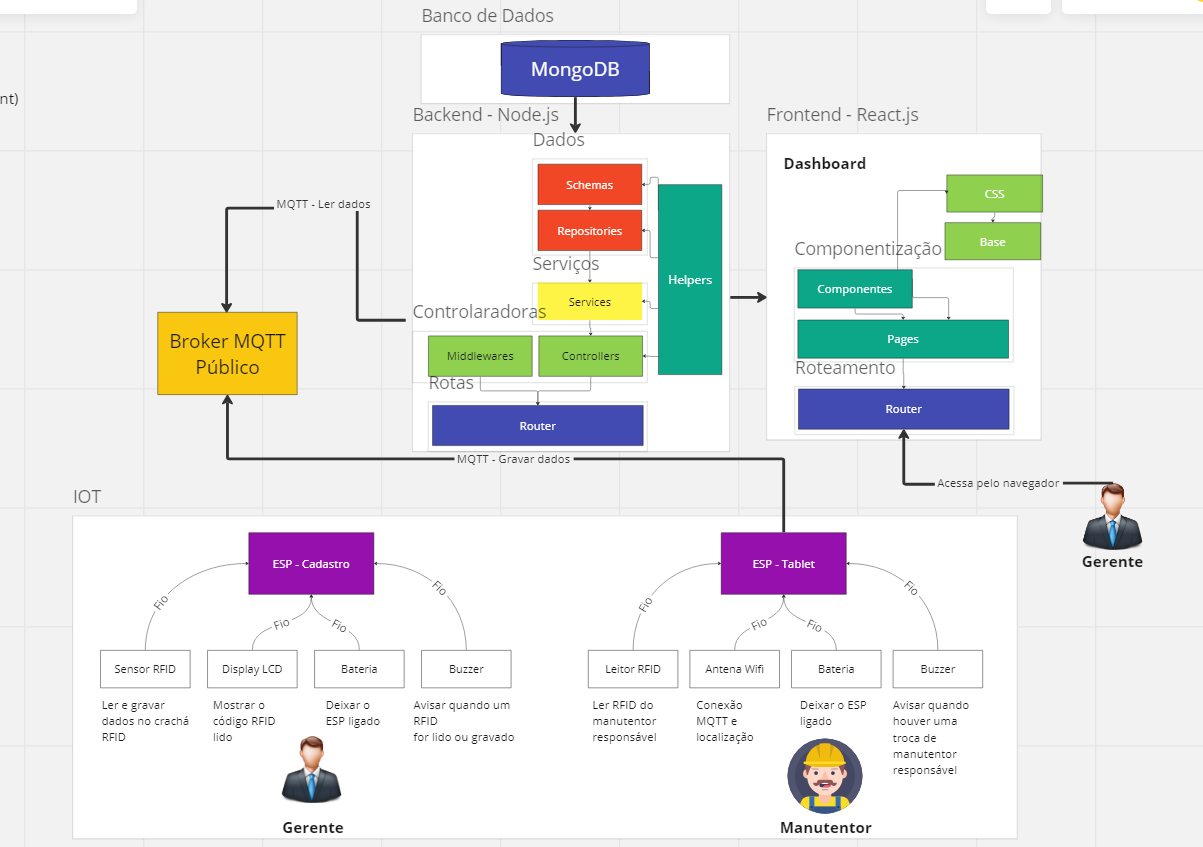 Banco de Dados
MongoDB
nt)
Backend - Node.js
Frontend - React.js
Dados
Dashboard
Schemas
CSS
MQTT - Ler dados
Repositories
Base
Componentização
Serviços
Helpers
Componentes
Services
Controlaradoras
Broker MQTT
Público
Pages
Middlewares
Controllers
Roteamento
Rotas
Router
Router
MQTT - Gravar dados
Acessa pelo navegador
Gerente
IOT
ESP - Cadastro
ESP - Tablet
Fio
Fio
Fio
Fio
Fio
Fio
Fio
Fio
Sensor RFID
Display LCD
Bateria
Buzzer
Leitor RFID
Antena Wifi
Bateria
Buzzer
Ler e gravar
dados no crachá
RFID
Mostrar o
código RFID
lido
Deixar o
ESP ligado
Avisar quando um
RFID
for lido ou gravado
Ler RFID do
manutentor
responsável
Conexão
MQTT e
localização
Deixar o ESP
ligado
Avisar quando
houver uma
troca de
manutentor
responsável
Gerente
Manutentor